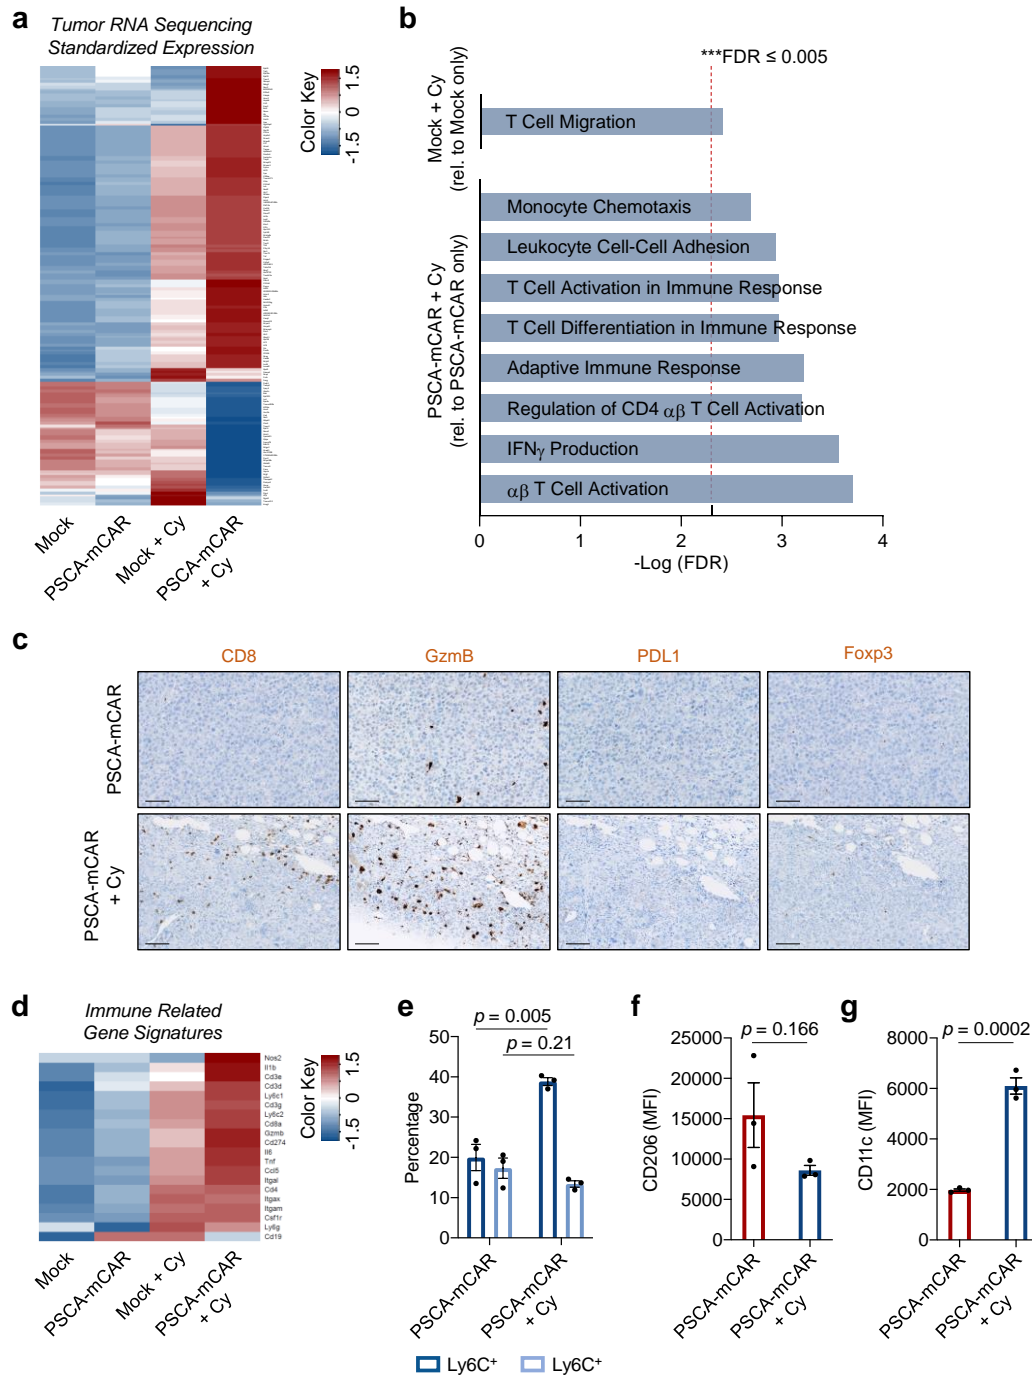 a
Tumor RNA Sequencing
Standardized Expression
Color Key
1.5
0
-1.5
Mock
PSCA-mCAR
Mock + Cy
PSCA-mCAR
+ Cy
b
***FDR ≤ 0.005
Mock + Cy
(rel. to Mock only)
T Cell Migration
PSCA-mCAR + Cy
(rel. to PSCA-mCAR only)
Monocyte Chemotaxis
Leukocyte Cell-Cell Adhesion
T Cell Activation in Immune Response
T Cell Differentiation in Immune Response
Adaptive Immune Response
Regulation of CD4 αβ T Cell Activation
IFNγ Production
αβ T Cell Activation
0 1 2 3 4
-Log (FDR)
c
CD8 GzmB PDL1 Foxp3
PSCA-mCAR
PSCA-mCAR
+ Cy
d
Immune Related
Gene Signatures
Nos2
Il1b
Cd3e
Cd3d
Ly6c1
Cd3g
Ly6c2
Cd8a
Gzmb
Cd274
Il6
Tnf
Ccl5
Itgal
Cd4
Itgax
Itgam
Csf1r
Ly6g
Cd19
Color Key
1.5
0
-1.5
Mock
PSCA-mCAR
Mock + Cy
PSCA-mCAR
+ Cy
e
p = 0.005
p = 0.21
Percentage
50
40
30
20
10
0
PSCA-mCAR
PSCA-mCAR
+ Cy
Ly6C+ Ly6C+
f
p = 0.166
CD206 (MFI)
25000
20000
15000
10000
5000
0
PSCA-mCAR
PSCA-mCAR
+ Cy
g
p = 0.0002
CD11c (MFI)
8000
6000
4000
2000
0
PSCA-mCAR
PSCA-mCAR
+ Cy